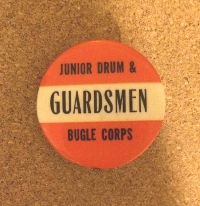 JUNIOR DRUM &
GUARDSMEN
BUGLE CORPS